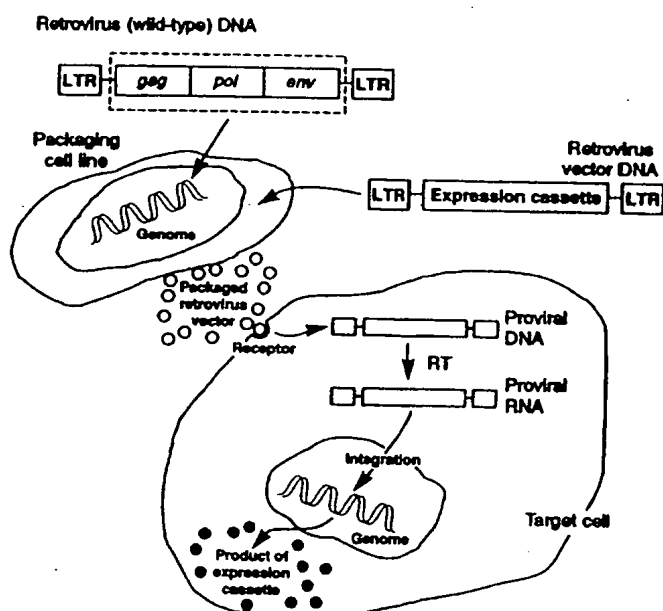 Retrovirus (wild-type) DNA
LTR gag pol env LTR
Packaging
cell line
Retrovirus
vector DNA
LTR Expression cassette LTR
Genome
Packaged
retrovirus
vector
Receptor
Proviral
DNA
RT
Proviral
RNA
Integration
Genome
Target cell
Product of
expression
cassette